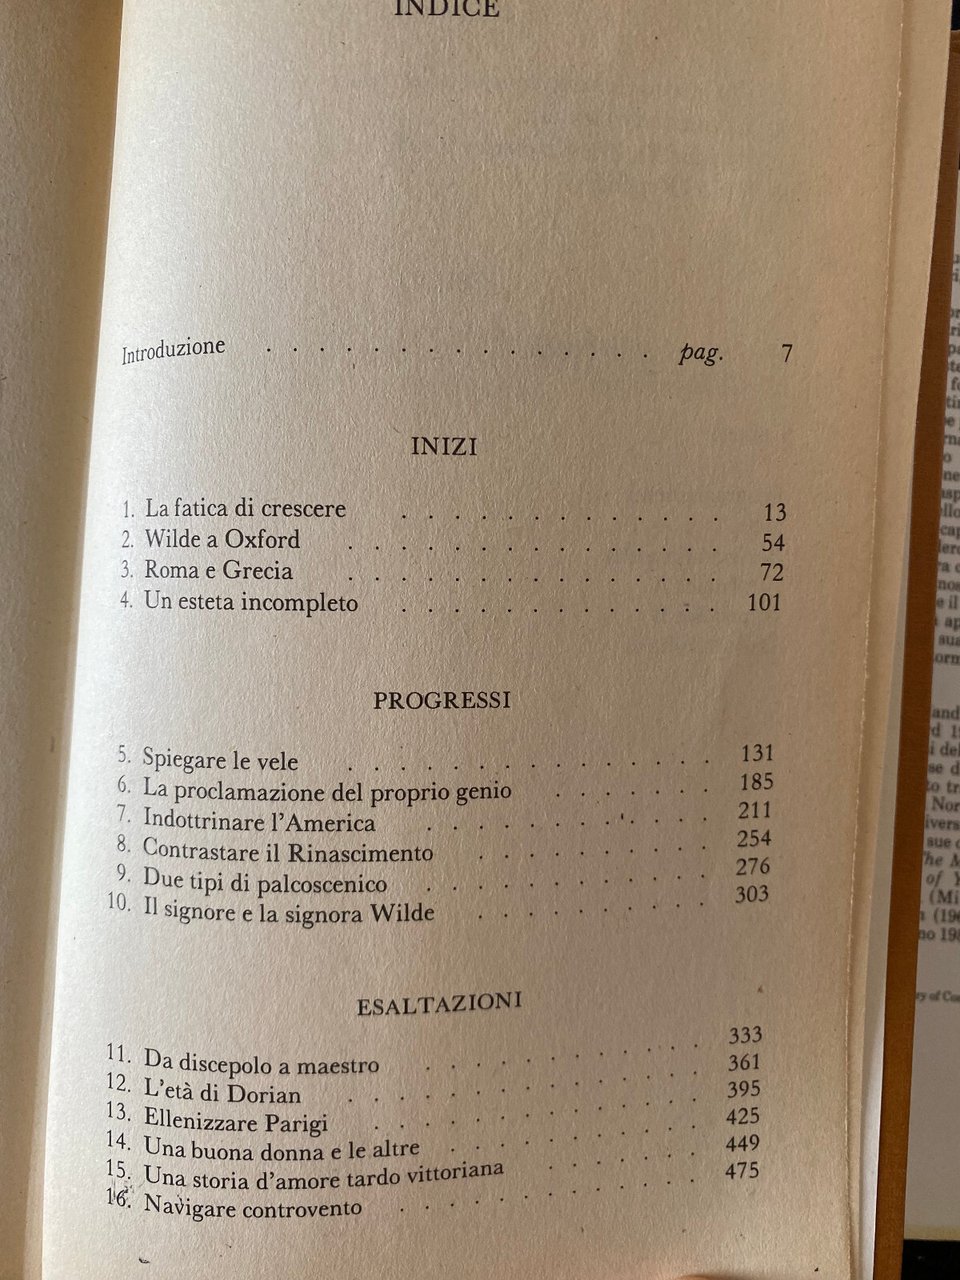 INDICE
Introduzione . . . . . . . . . . . . . . . pag. 7
INIZI
1. La fatica di crescere . . . . . . . . . . . . . 13
2. Wilde a Oxford . . . . . . . . . . . . . . . 54
3. Roma e Grecia . . . . . . . . . . . . . . . 72
4. Un esteta incompleto . . . . . . . . . . . . . 101
PROGRESSI
5. Spiegare le vele . . . . . . . . . . . . . . . 131
6. La proclamazione del proprio genio . . . . . . . 185
7. Indottrinare l'America . . . . . . . . . . . . 211
8. Contrastare il Rinascimento . . . . . . . . . . 254
9. Due tipi di palcoscenico . . . . . . . . . . . . 276
10. Il signore e la signora Wilde . . . . . . . . . . 303
ESALTAZIONI
11. Da discepolo a maestro . . . . . . . . . . . . 333
12. L'età di Dorian . . . . . . . . . . . . . . . 361
13. Ellenizzare Parigi . . . . . . . . . . . . . . 395
14. Una buona donna e le altre . . . . . . . . . . . 425
15. Una storia d'amore tardo vittoriana . . . . . . . 449
16. Navigare controvento . . . . . . . . . . . . . 475